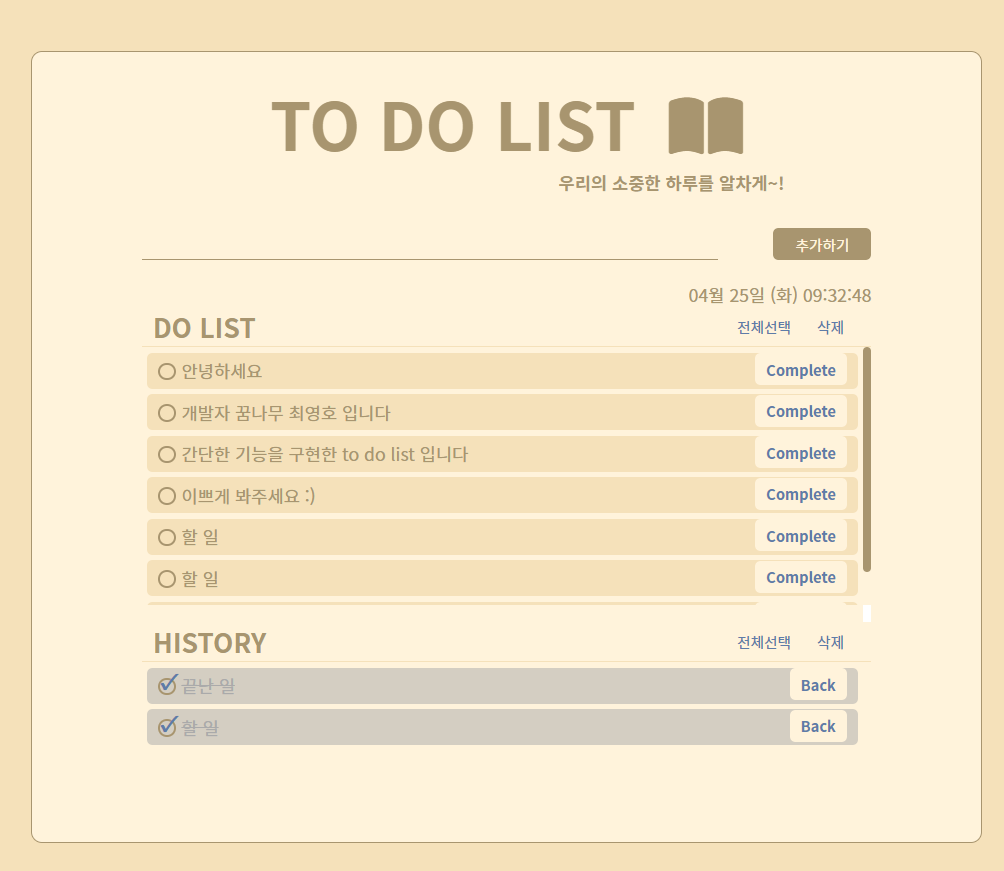 TO DO LIST
우리의 소중한 하루를 알차게~!
추가하기
04월 25일 (화) 09:32:48
DO LIST 전체선택 삭제
안녕하세요 Complete
개발자 꿈나무 최영호 입니다 Complete
간단한 기능을 구현한 to do list 입니다 Complete
이쁘게 봐주세요 :) Complete
할 일 Complete
할 일 Complete
HISTORY 전체선택 삭제
끝난 일 Back
할 일 Back